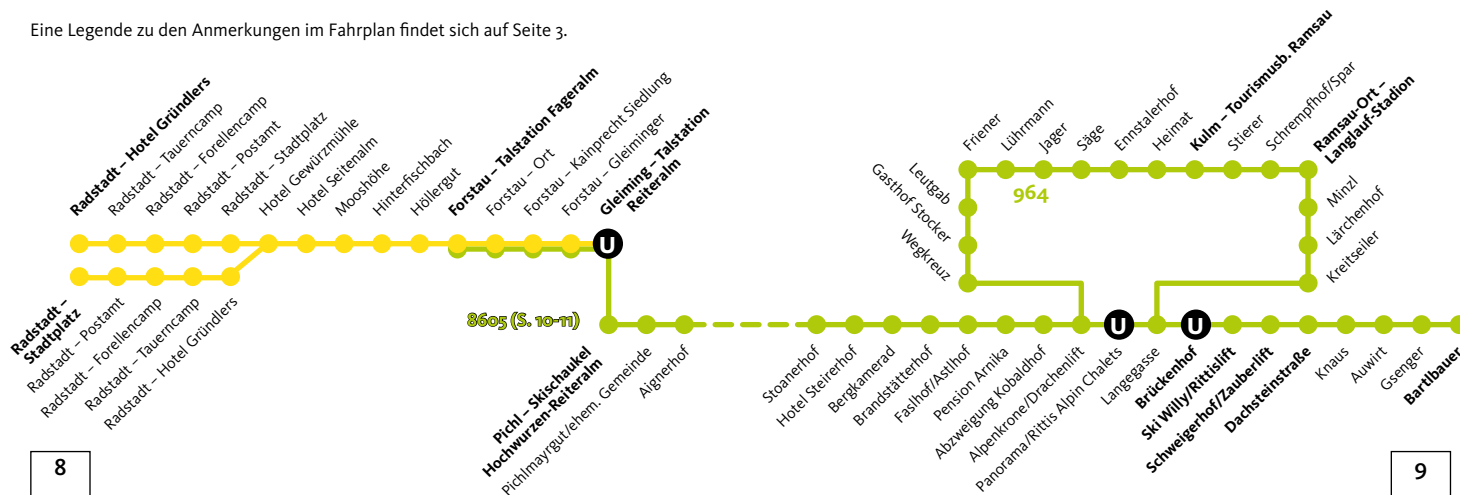 Eine Legende zu den Anmerkungen im Fahrplan findet sich auf Seite 3.
Radstadt – Hotel Gründlers
Radstadt – Tauerncamp
Radstadt – Forellencamp
Radstadt – Postamt
Radstadt – Stadtplatz
Hotel Gewürzmühle
Hotel Seitenalm
Mooshöhe
Hinterfischbach
Höllergut
Forstau – Talstation Fageralm
Forstau – Ort
Forstau – Kainprecht Siedlung
Forstau – Gleiminger
Gleiming – Talstation
Reiteralm
U
Radstadt –
Stadtplatz
Radstadt – Postamt
Radstadt – Forellencamp
Radstadt – Tauerncamp
Radstadt – Hotel Gründlers
8605 (S. 10-11)
Pichl – Skischaukel
Hochwurzen-Reiteralm
Pichlmayrgut/ehem. Gemeinde
Aignerhof
Friener
Lührmann
Jager
Säge
Ennstalerhof
Heimat
Kulm – Tourismusb. Ramsau
Stierer
Schrempfhof/Spar
Ramsau-Ort –
Langlauf-Stadion
Leutgab
Gasthof Stocker
Wegkreuz
964
Minzl
Lärchenhof
Kreitseiler
U
U
Stoanerhof
Hotel Steirerhof
Bergkamerad
Brandstätterhof
Faslhof/Astlhof
Pension Arnika
Abzweigung Kobaldhof
Alpenkrone/Drachenlift
Panorama/Rittis Alpin Chalets
Langegasse
Brückenhof
Ski Willy/Rittislift
Schweigerhof/Zauberlift
Dachsteinstraße
Knaus
Auwirt
Gsenger
Bartlbauer
8
9